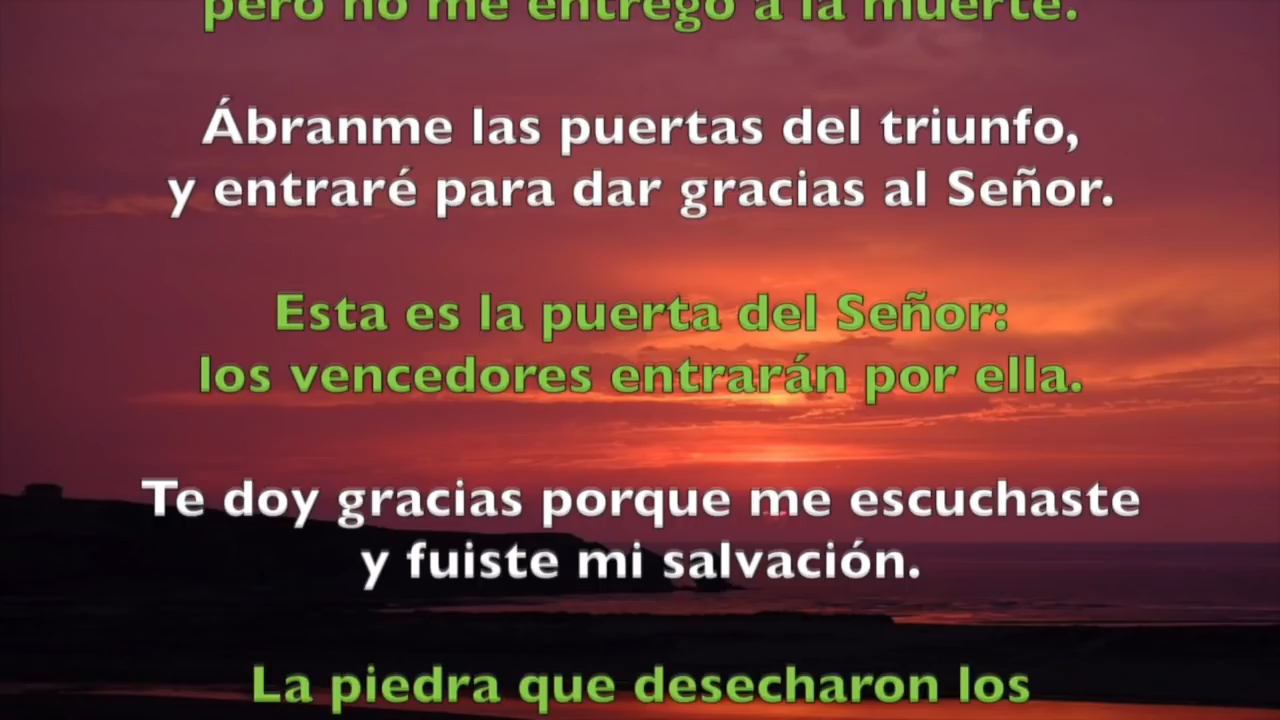 pero no me entregó a la muerte.
Ábranme las puertas del triunfo,
y entraré para dar gracias al Señor.
Esta es la puerta del Señor:
los vencedores entrarán por ella.
Te doy gracias porque me escuchaste
y fuiste mi salvación.
La piedra que desecharon los